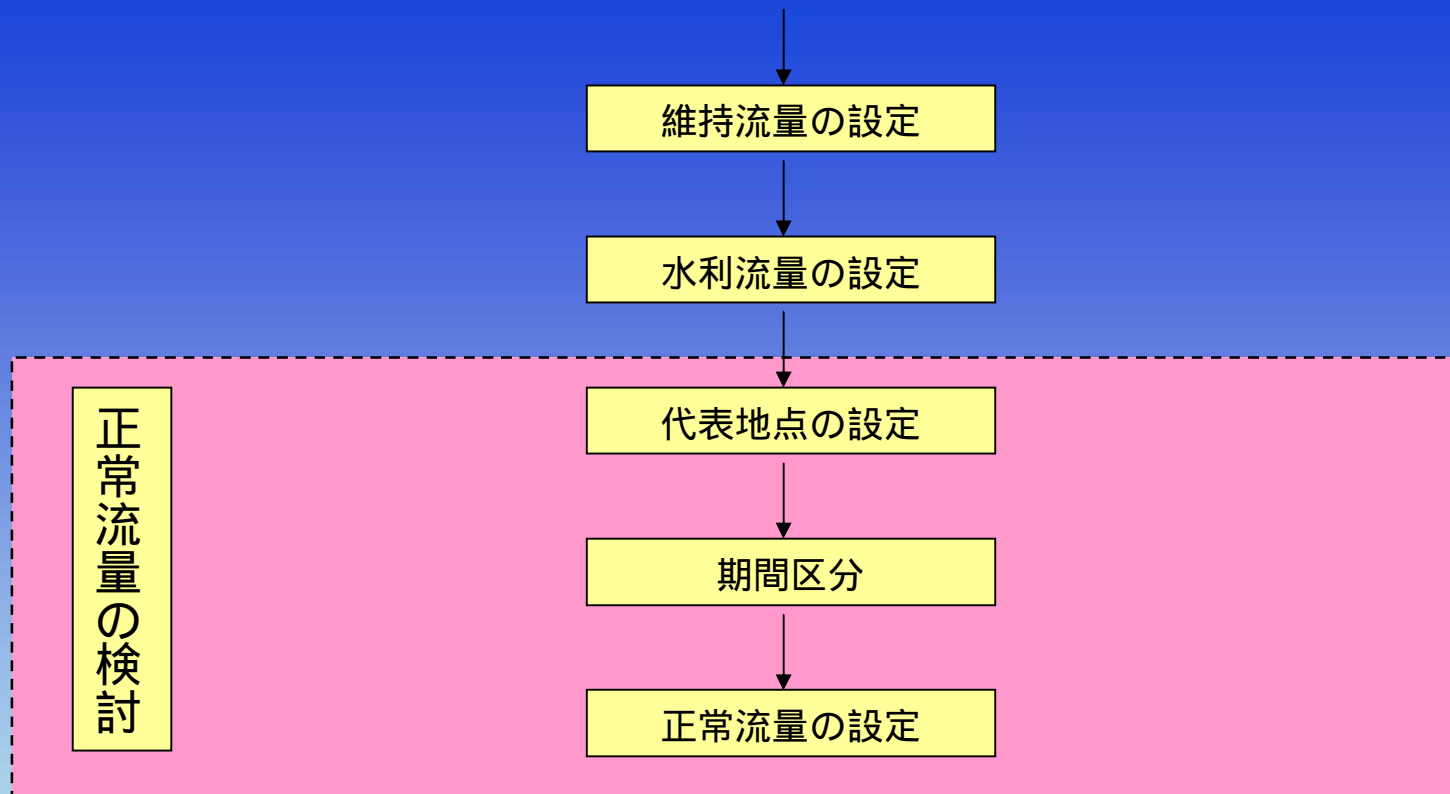 維持流量の設定
水利流量の設定
正常流量の検討
代表地点の設定
期間区分
正常流量の設定